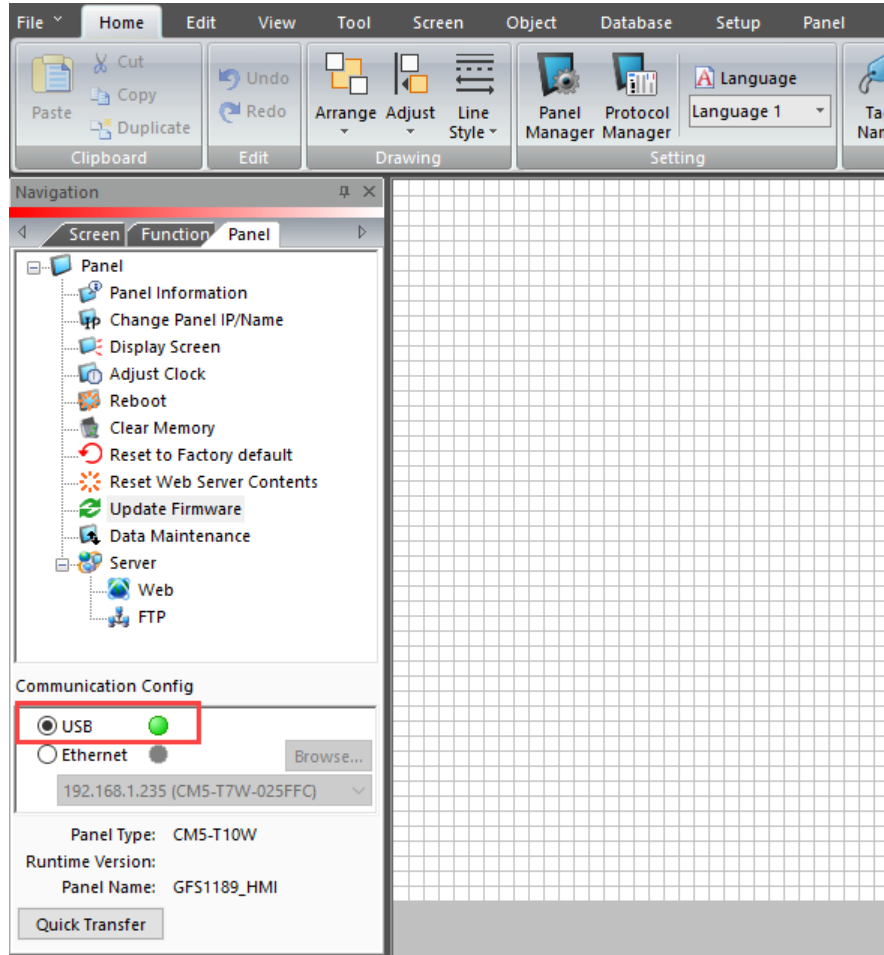 File Home Edit View Tool Screen Object Database Setup Panel
Cut
Copy
Duplicate
Paste
Undo
Redo
Arrange Adjust Line Style
Panel Manager Protocol Manager
A Language
Language 1
Clipboard Edit Drawing Setting
Navigation
Screen Function Panel
Panel
Panel Information
IP Change Panel IP/Name
Display Screen
Adjust Clock
Reboot
Clear Memory
Reset to Factory default
Reset Web Server Contents
Update Firmware
Data Maintenance
Server
Web
FTP
Communication Config
USB
Ethernet Browse...
192.168.1.235 (CM5-T7W-025FFC)
Panel Type: CM5-T10W
Runtime Version:
Panel Name: GFS1189_HMI
Quick Transfer